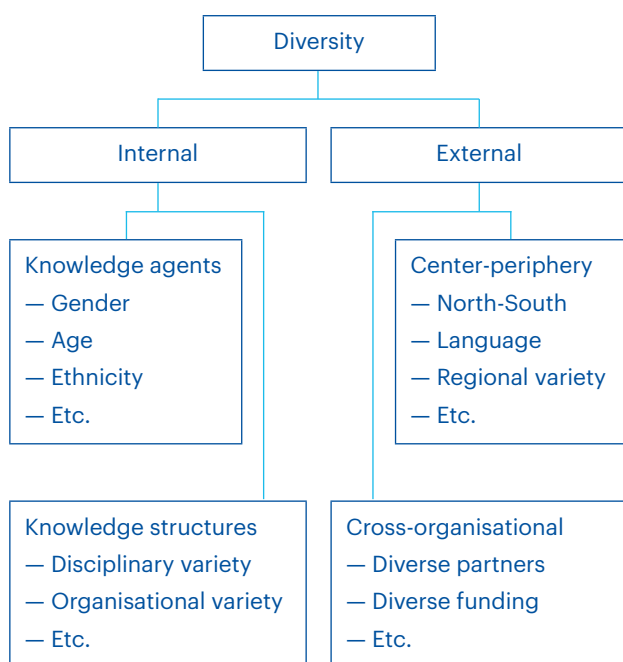 Diversity
Internal
External
Knowledge agents
— Gender
— Age
— Ethnicity
— Etc.
Center-periphery
— North-South
— Language
— Regional variety
— Etc.
Knowledge structures
— Disciplinary variety
— Organisational variety
— Etc.
Cross-organisational
— Diverse partners
— Diverse funding
— Etc.